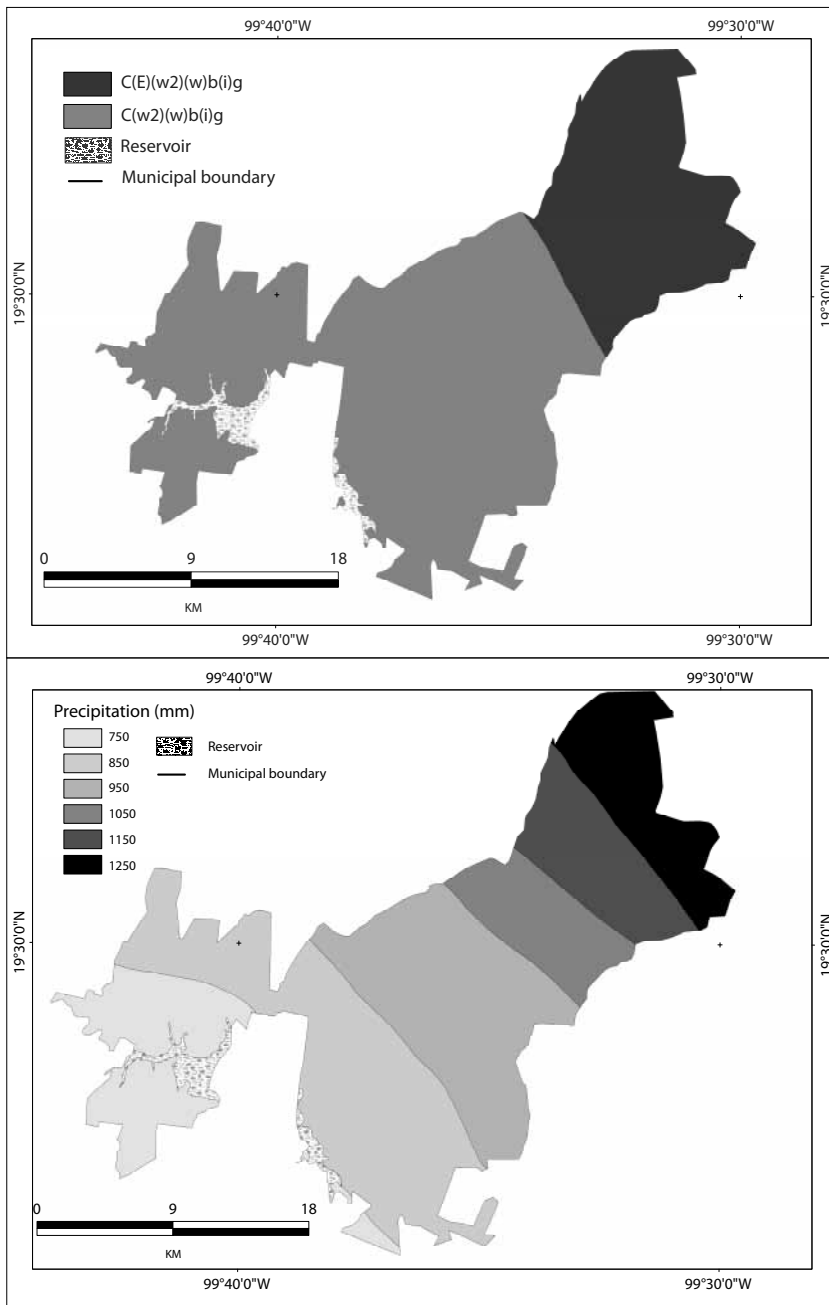 99°40'0"W 99°30'0"W
C(E)(w2)(w)b(i)g
C(w2)(w)b(i)g
Reservoir
Municipal boundary
19°30'0"N 19°30'0"N
0 9 18
KM
99°40'0"W 99°30'0"W
99°40'0"W 99°30'0"W
Precipitation (mm)
750
850
950
1050
1150
1250
Reservoir
Municipal boundary
19°30'0"N 19°30'0"N
0 9 18
KM
99°40'0"W 99°30'0"W